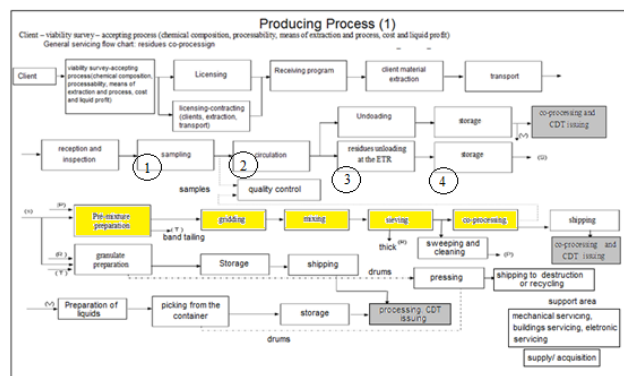 Producing Process (1)
Client – viability survey – accepting process (chemical composition, processability, means of extraction and process, cost and liquid profit)
General servicing flow chart: residues co-processign
Client
viability survey-accepting
process(chemical composition,
processability, means of
extraction and process, cost
and liquid profit)
Licensing
licensing-contracting
(clients, extraction,
transport)
Receiving program
client material
extraction
transport
reception and
inspection
1
sampling
2
circulation
Unloading
3
residues unloading
at the ETR
storage
4
storage
co-processing and
CDT issuing
samples
quality control
Pre-mixture
preparation
(T)
band tailing
gridding
mixing
sieving
co-processing
shipping
thick
(R)
sweeping and
cleaning
(P)
co-processing and
CDT issuing
(R)
(T)
granulate
preparation
Storage
shipping
drums
pressing
shipping to destruction
or recycling
Preparation of
liquids
picking from the
container
storage
processing, CDT
issuing
drums
support area
mechanical servicing,
buildings servicing, eletronic
servicing
supply/ acquisition